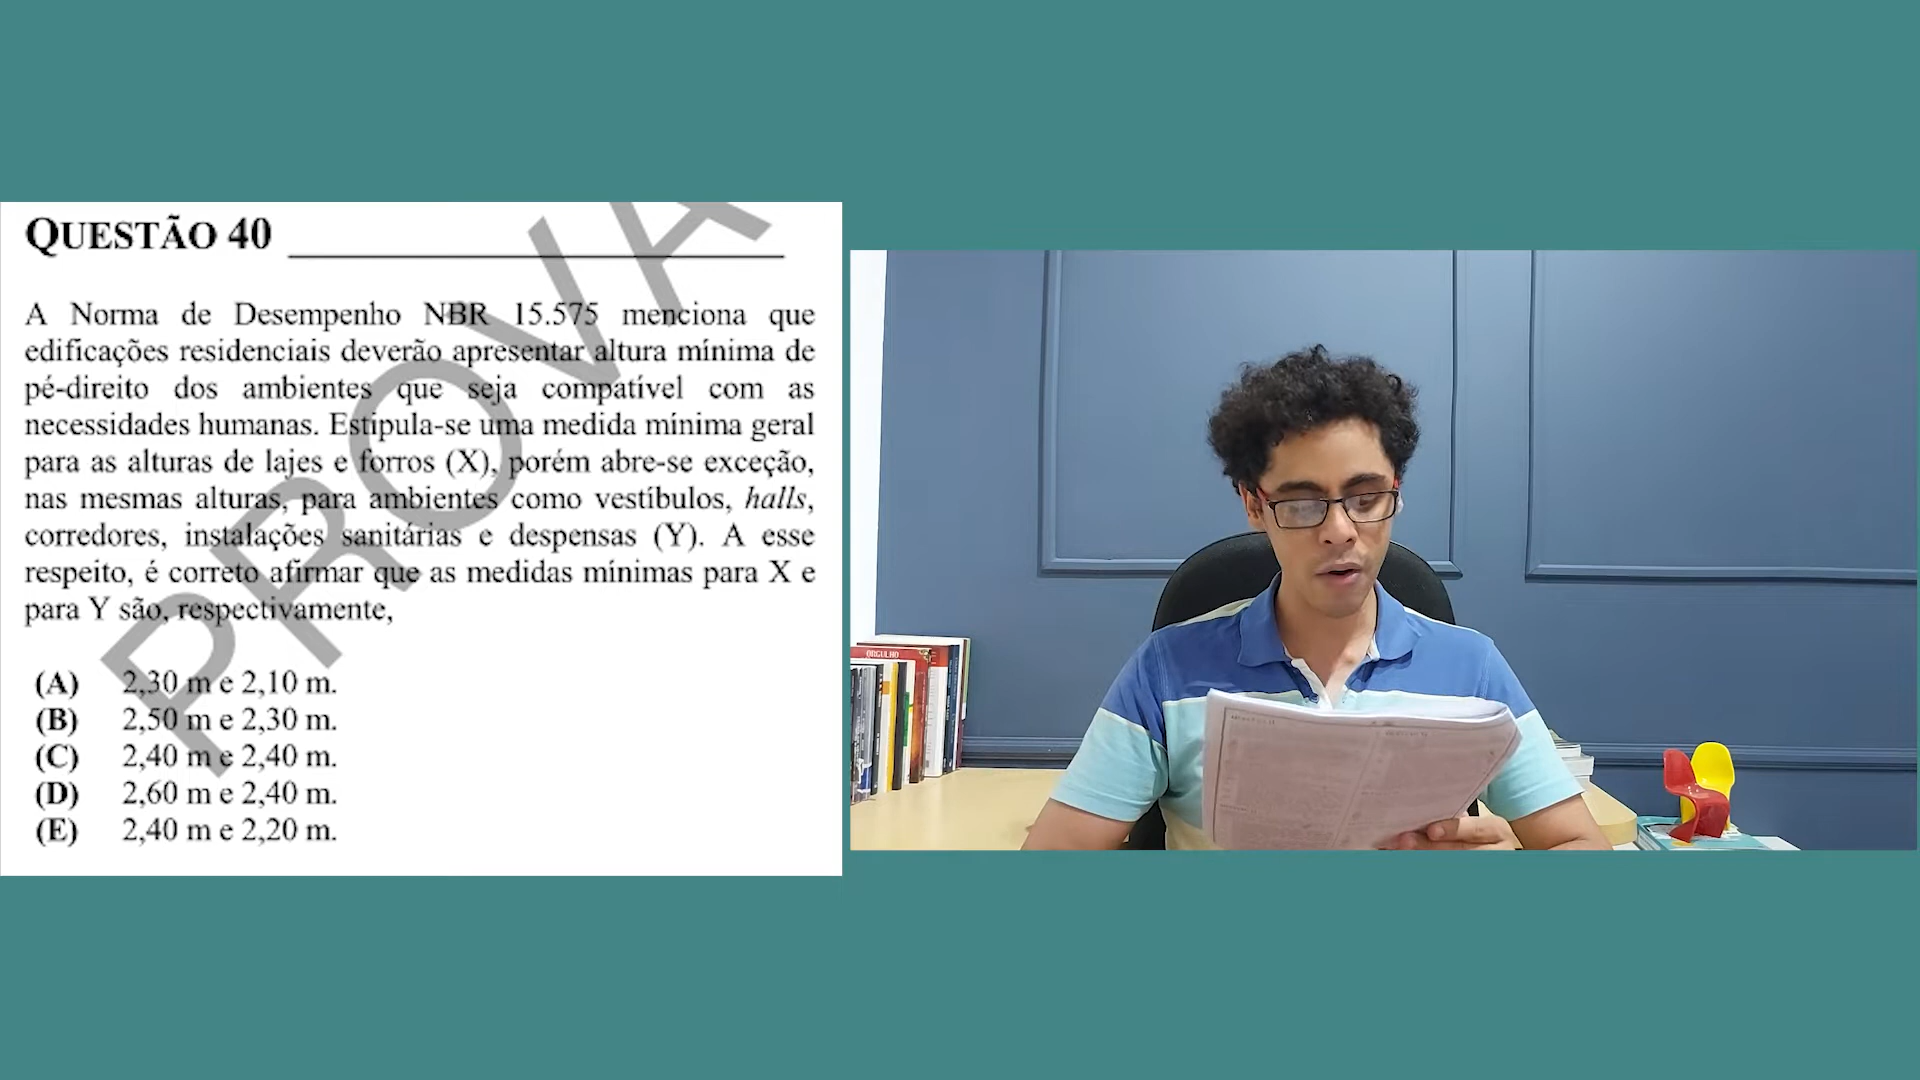 QUESTÃO 40
A Norma de Desempenho NBR 15.575 menciona que
edificações residenciais deverão apresentar altura mínima de
pé-direito dos ambientes que seja compatível com as
necessidades humanas. Estipula-se uma medida mínima geral
para as alturas de lajes e forros (X), porém abre-se exceção,
nas mesmas alturas, para ambientes como vestíbulos, halls,
corredores, instalações sanitárias e despensas (Y). A esse
respeito, é correto afirmar que as medidas mínimas para X e
para Y são, respectivamente,
(A) 2,30 m e 2,10 m.
(B) 2,50 m e 2,30 m.
(C) 2,40 m e 2,40 m.
(D) 2,60 m e 2,40 m.
(E) 2,40 m e 2,20 m.
PROVA
ORGULHO